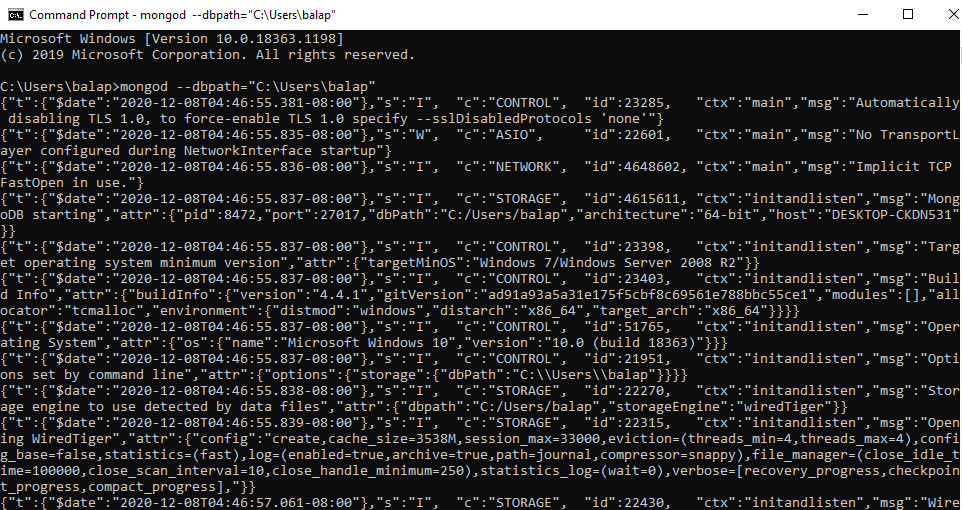 Command Prompt - mongod  --dbpath="C:\Users\balap"
Microsoft Windows [Version 10.0.18363.1198]
(c) 2019 Microsoft Corporation. All rights reserved.
C:\Users\balap>mongod --dbpath="C:\Users\balap"
{"t":{"$date":"2020-12-08T04:46:55.381-08:00"},"s":"I",  "c":"CONTROL",  "id":23285,   "ctx":"main","msg":"Automatically
 disabling TLS 1.0, to force-enable TLS 1.0 specify --sslDisabledProtocols 'none'"}
{"t":{"$date":"2020-12-08T04:46:55.835-08:00"},"s":"W",  "c":"ASIO",     "id":22601,   "ctx":"main","msg":"No TransportL
ayer configured during NetworkInterface startup"}
{"t":{"$date":"2020-12-08T04:46:55.836-08:00"},"s":"I",  "c":"NETWORK",  "id":4648602, "ctx":"main","msg":"Implicit TCP
FastOpen in use."}
{"t":{"$date":"2020-12-08T04:46:55.837-08:00"},"s":"I",  "c":"STORAGE",  "id":4615611, "ctx":"initandlisten","msg":"Mong
oDB starting","attr":{"pid":8472,"port":27017,"dbPath":"C:/Users/balap","architecture":"64-bit","host":"DESKTOP-CKDN531"
}}
{"t":{"$date":"2020-12-08T04:46:55.837-08:00"},"s":"I",  "c":"CONTROL",  "id":23398,   "ctx":"initandlisten","msg":"Targ
et operating system minimum version","attr":{"targetMinOS":"Windows 7/Windows Server 2008 R2"}}
{"t":{"$date":"2020-12-08T04:46:55.837-08:00"},"s":"I",  "c":"CONTROL",  "id":23403,   "ctx":"initandlisten","msg":"Buil
d Info","attr":{"buildInfo":{"version":"4.4.1","gitVersion":"ad91a93a5a31e175f5cbf8c69561e788bbc55ce1","modules":[],"all
ocator":"tcmalloc","environment":{"distmod":"windows","distarch":"x86_64","target_arch":"x86_64"}}}}
{"t":{"$date":"2020-12-08T04:46:55.837-08:00"},"s":"I",  "c":"CONTROL",  "id":51765,   "ctx":"initandlisten","msg":"Oper
ating System","attr":{"os":{"name":"Microsoft Windows 10","version":"10.0 (build 18363)"}}}
{"t":{"$date":"2020-12-08T04:46:55.837-08:00"},"s":"I",  "c":"CONTROL",  "id":21951,   "ctx":"initandlisten","msg":"Opti
ons set by command line","attr":{"options":{"storage":{"dbPath":"C:\\Users\\balap"}}}}
{"t":{"$date":"2020-12-08T04:46:55.838-08:00"},"s":"I",  "c":"STORAGE",  "id":22270,   "ctx":"initandlisten","msg":"Stor
age engine to use detected by data files","attr":{"dbpath":"C:/Users/balap","storageEngine":"wiredTiger"}}
{"t":{"$date":"2020-12-08T04:46:55.839-08:00"},"s":"I",  "c":"STORAGE",  "id":22315,   "ctx":"initandlisten","msg":"Open
ing WiredTiger","attr":{"config":"create,cache_size=3538M,session_max=33000,eviction=(threads_min=4,threads_max=4),confi
g_base=false,statistics=(fast),log=(enabled=true,archive=true,path=journal,compressor=snappy),file_manager=(close_idle_t
ime=100000,close_scan_interval=10,close_handle_minimum=250),statistics_log=(wait=0),verbose=[recovery_progress,checkpoin
t_progress,compact_progress],"}}
{"t":{"$date":"2020-12-08T04:46:57.061-08:00"},"s":"I",  "c":"STORAGE",  "id":22430,   "ctx":"initandlisten","msg":"Wire